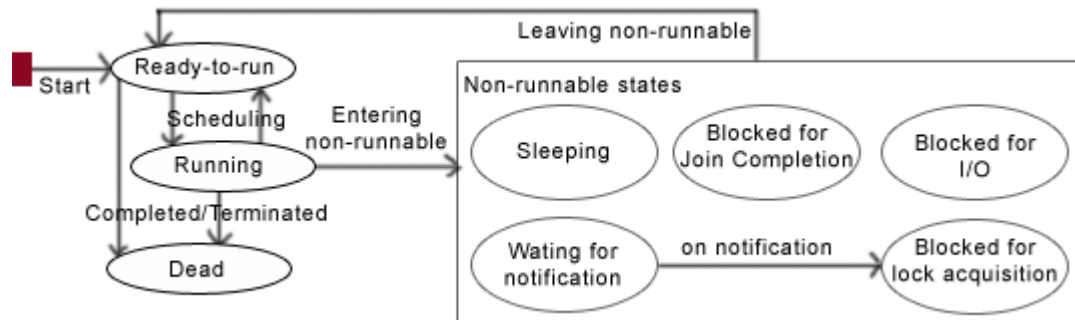 Leaving non-runnable
Ready-to-run
Start
Non-runnable states
Scheduling
Entering
non-runnable
Sleeping
Blocked for
Join Completion
Blocked for
I/O
Running
Completed/Terminated
Wating for
notification
on notification
Blocked for
lock acquisition
Dead